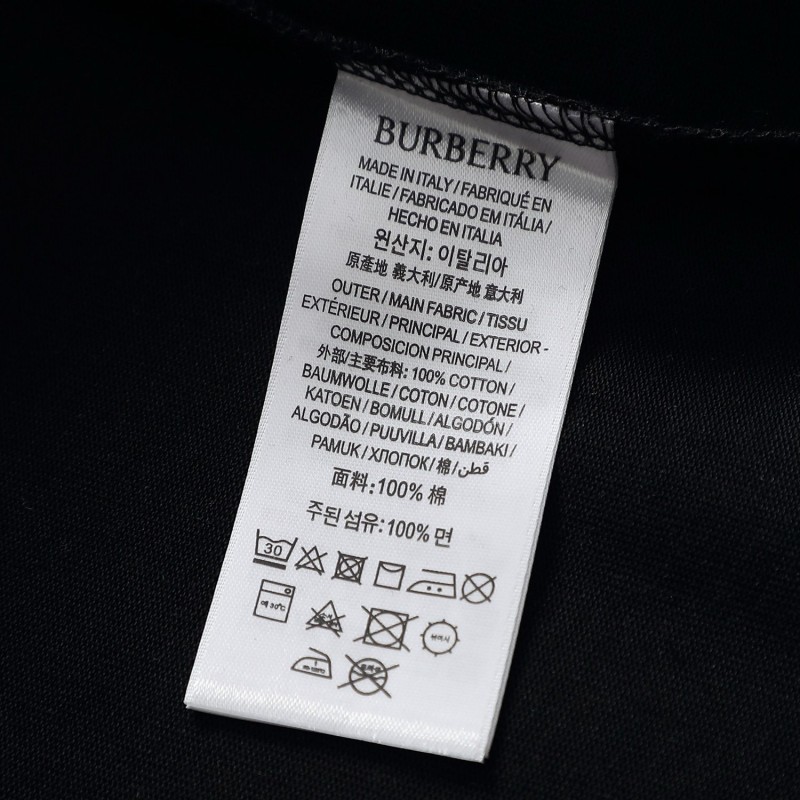 BURBERRY
MADE IN ITALY / FABRIQUÉ EN
ITALIE / FABRICADO EM ITÁLIA /
HECHO EN ITALIA
원산지: 이탈리아
原產地 義大利/原产地 意大利
OUTER / MAIN FABRIC / TISSU
EXTÉRIEUR / PRINCIPAL / EXTERIOR -
COMPOSICION PRINCIPAL /
外部/主要布料: 100% COTTON /
BAUMWOLLE / COTON / COTONE /
KATOEN / BOMULL / ALGODÓN /
ALGODÃO / PUUVILLA / BAMBAKI /
PAMUK / ХЛОПОК / 棉 / قطن
面料:100% 棉
주된 섬유:100% 면
30